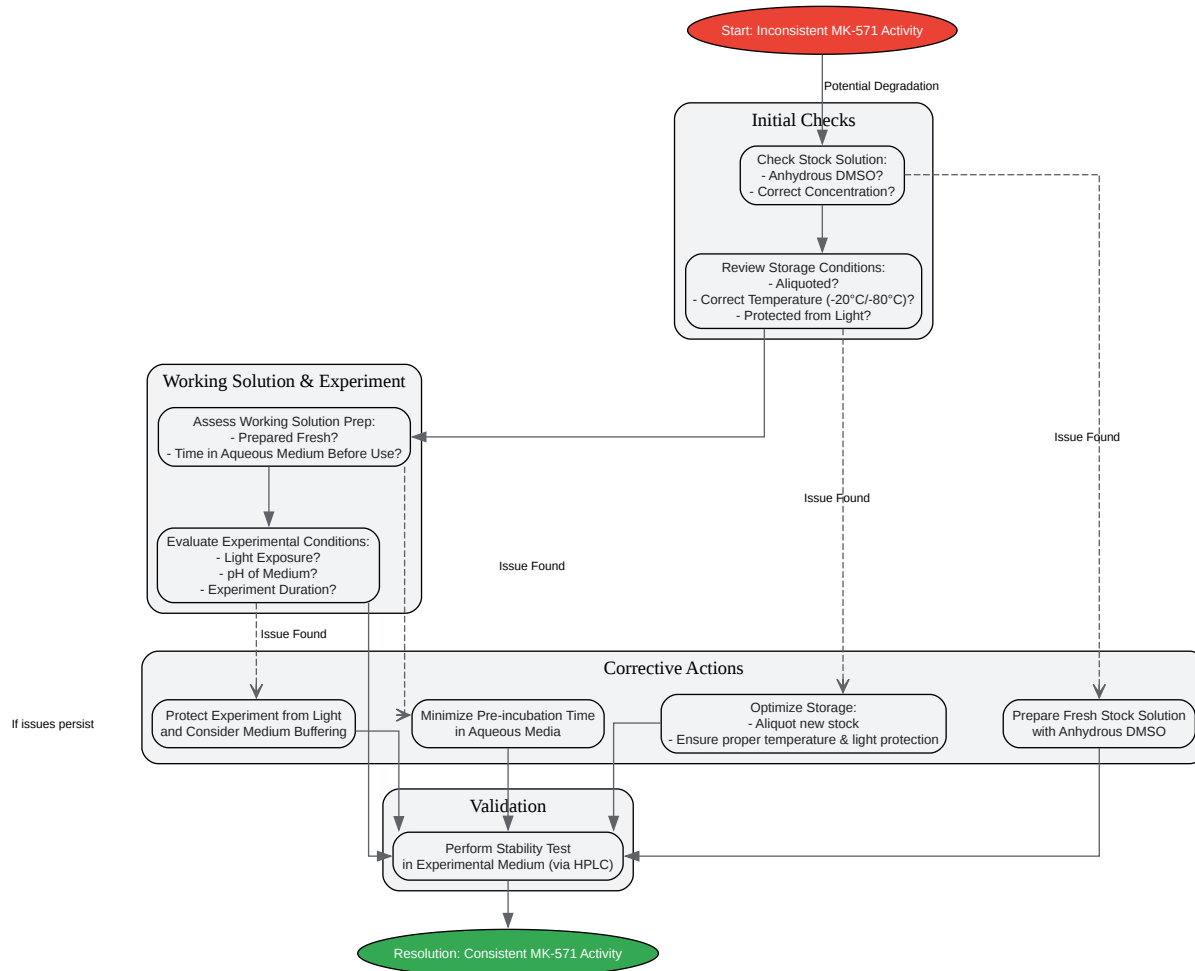 Start: Inconsistent MK-571 Activity
Potential Degradation
Initial Checks
Check Stock Solution:
- Anhydrous DMSO?
- Correct Concentration?
Review Storage Conditions:
- Aliquoted?
- Correct Temperature (-20°C/-80°C)?
- Protected from Light?
Working Solution & Experiment
Assess Working Solution Prep:
- Prepared Fresh?
- Time in Aqueous Medium Before Use?
Issue Found
Issue Found
Evaluate Experimental Conditions:
- Light Exposure?
- pH of Medium?
- Experiment Duration?
Issue Found
Issue Found
Corrective Actions
If issues persist
Protect Experiment from Light
and Consider Medium Buffering
Minimize Pre-incubation Time
in Aqueous Media
Optimize Storage:
- Aliquot new stock
- Ensure proper temperature & light protection
Prepare Fresh Stock Solution
with Anhydrous DMSO
Validation
Perform Stability Test
in Experimental Medium (via HPLC)
Resolution: Consistent MK-571 Activity